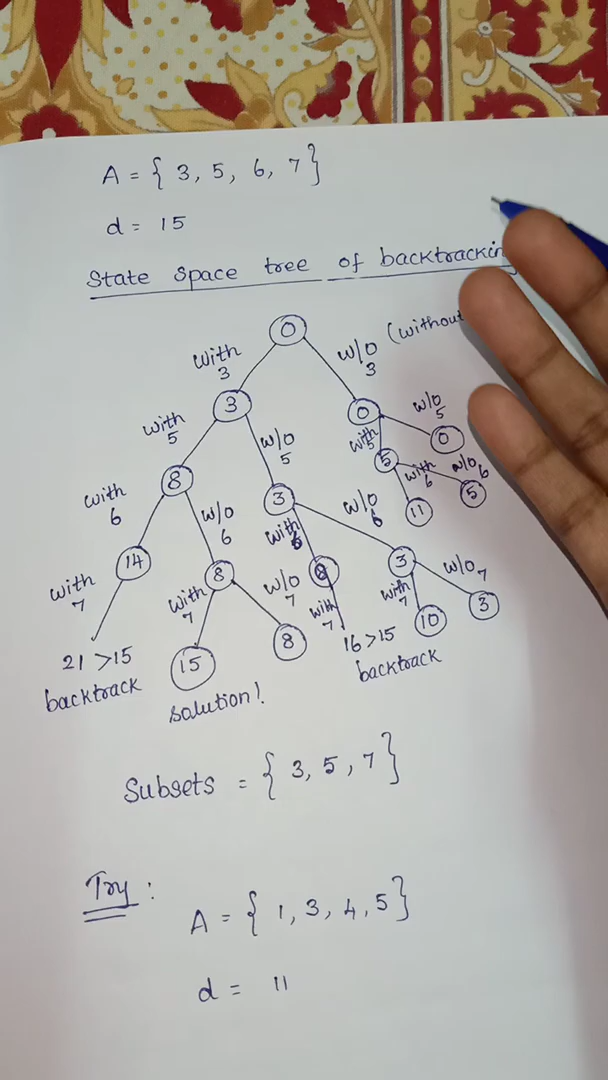 A = { 3, 5, 6, 7 }
d = 15
State space tree of backtrackin
0
with 3
w/o 3
(without
3
0
with 5
w/o 5
with 5
w/o 5
8
3
5
0
with 6
w/o 6
with 6
w/o 6
with 6
w/o 6
14
8
3
11
5
with 7
with 7
w/o 7
with 7
with 7
w/o 7
21 >15
backtrack
15
solution!
8
16 >15
backtrack
10
3
Subsets = { 3, 5, 7 }
Try :
A = { 1, 3, 4, 5 }
d = 11